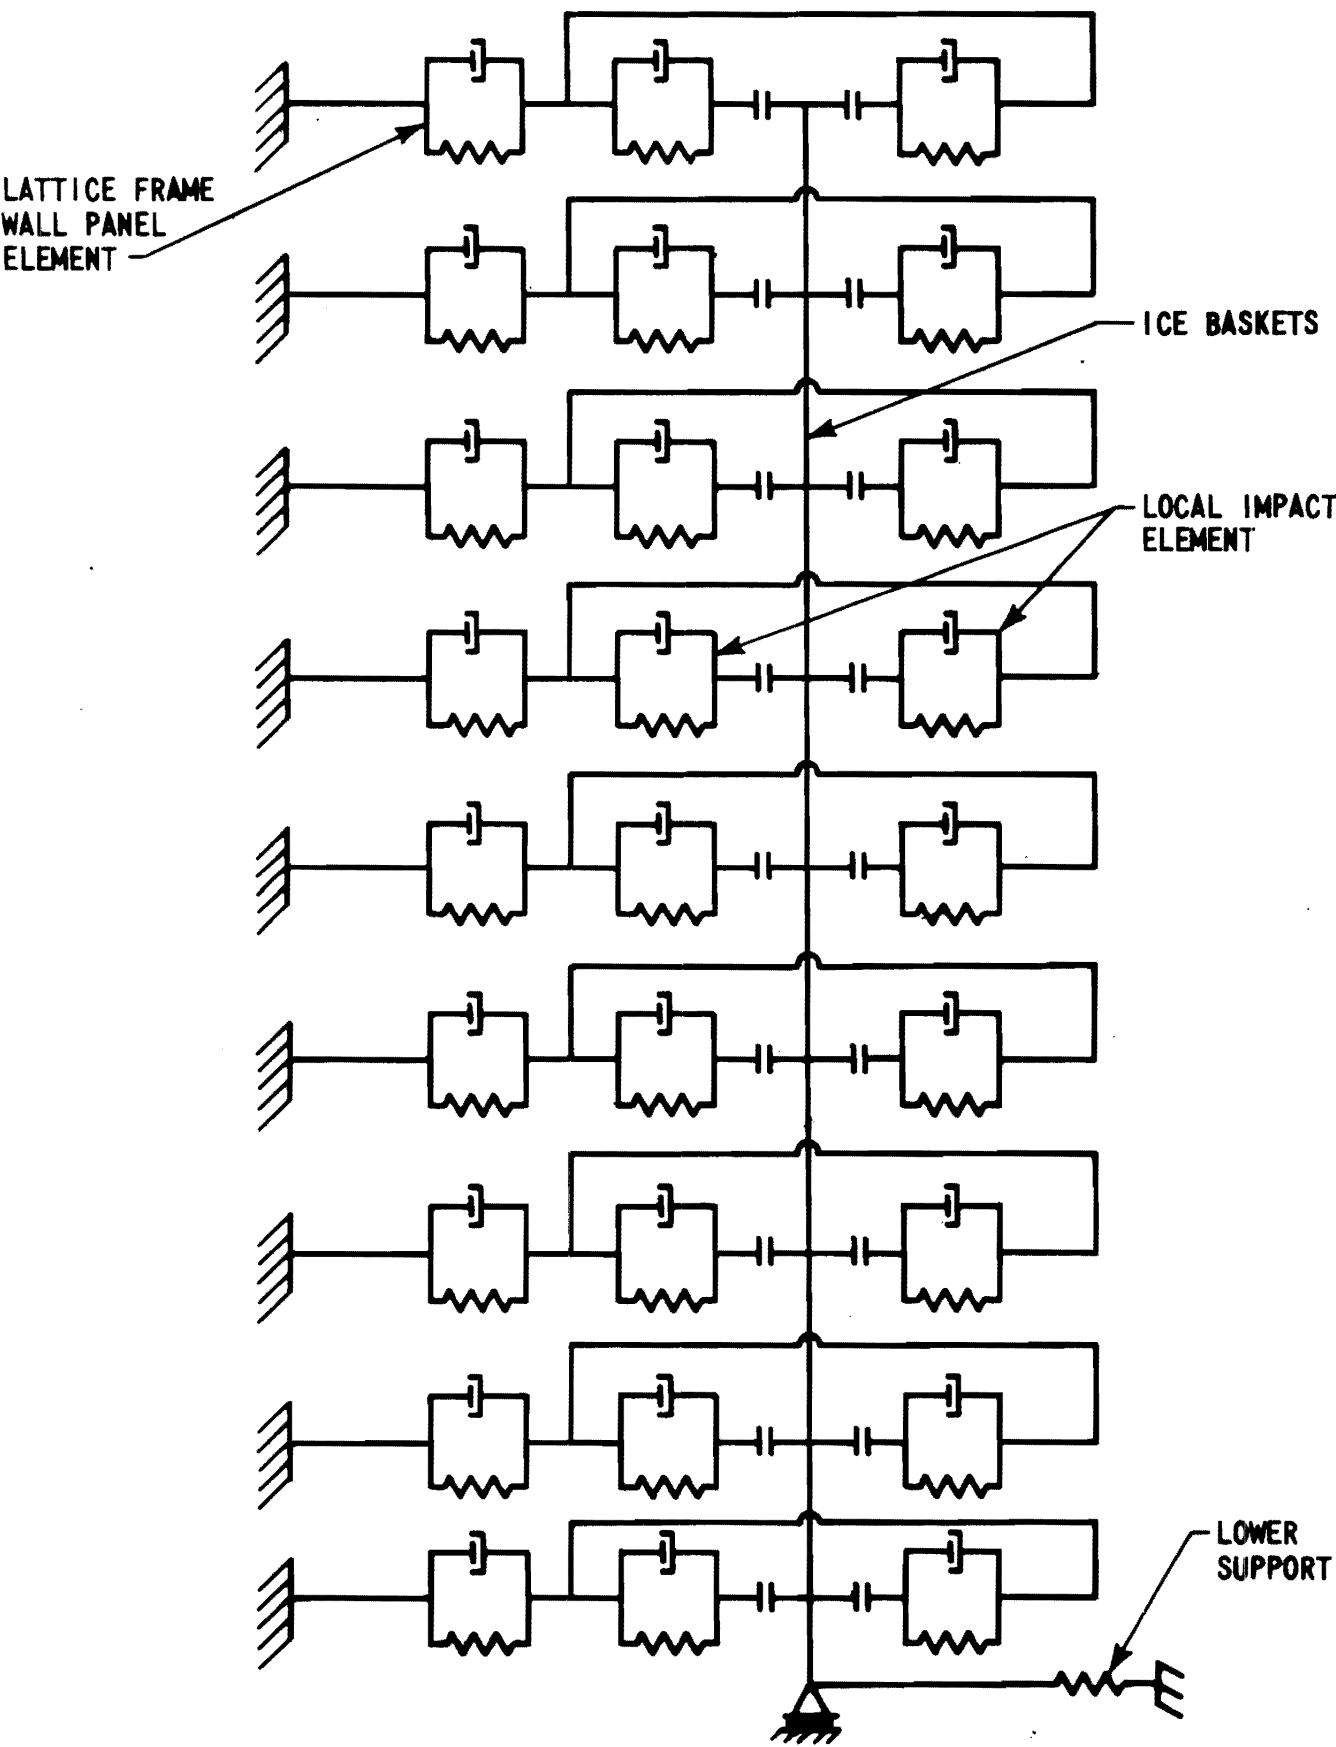 LATTICE FRAME
WALL PANEL
ELEMENT
ICE BASKETS
LOCAL IMPACT
ELEMENT
LOWER
SUPPORT